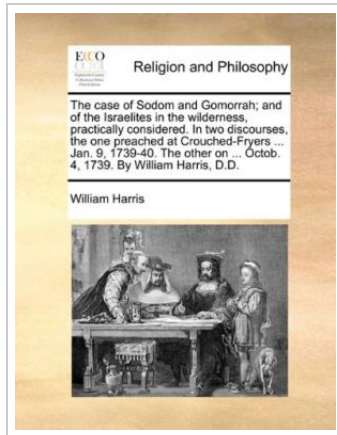 ECCO
Religion and Philosophy
The case of Sodom and Gomorrah; and
of the Israelites in the wilderness,
practically considered. In two discourses,
the one preached at Crouched-Fryers ...
Jan. 9, 1739-40. The other on ... Octob.
4, 1739. By William Harris, D.D.
William Harris